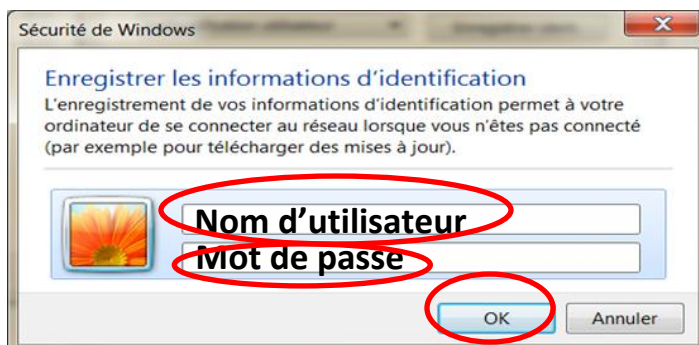 Sécurité de Windows
Enregistrer les informations d'identification
L'enregistrement de vos informations d'identification permet à votre
ordinateur de se connecter au réseau lorsque vous n'êtes pas connecté
(par exemple pour télécharger des mises à jour).
Nom d'utilisateur
Mot de passe
OK Annuler